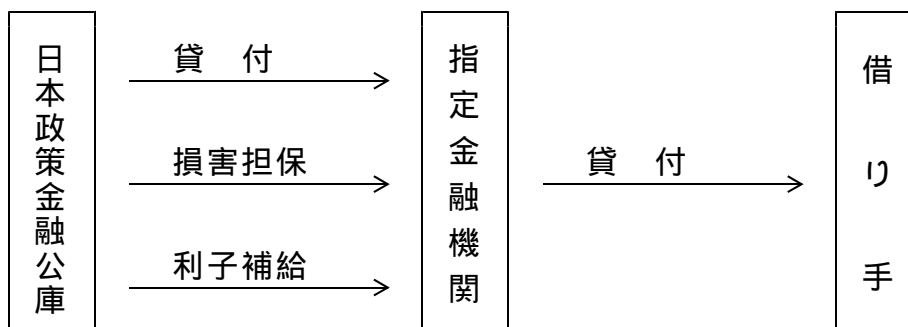 日本政策金融公庫
貸 付
損害担保
利子補給
指定金融機関
貸 付
借り手